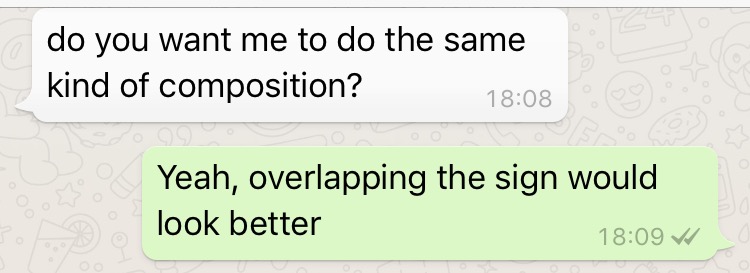 do you want me to do the same
kind of composition?
18:08
Yeah, overlapping the sign would
look better
18:09